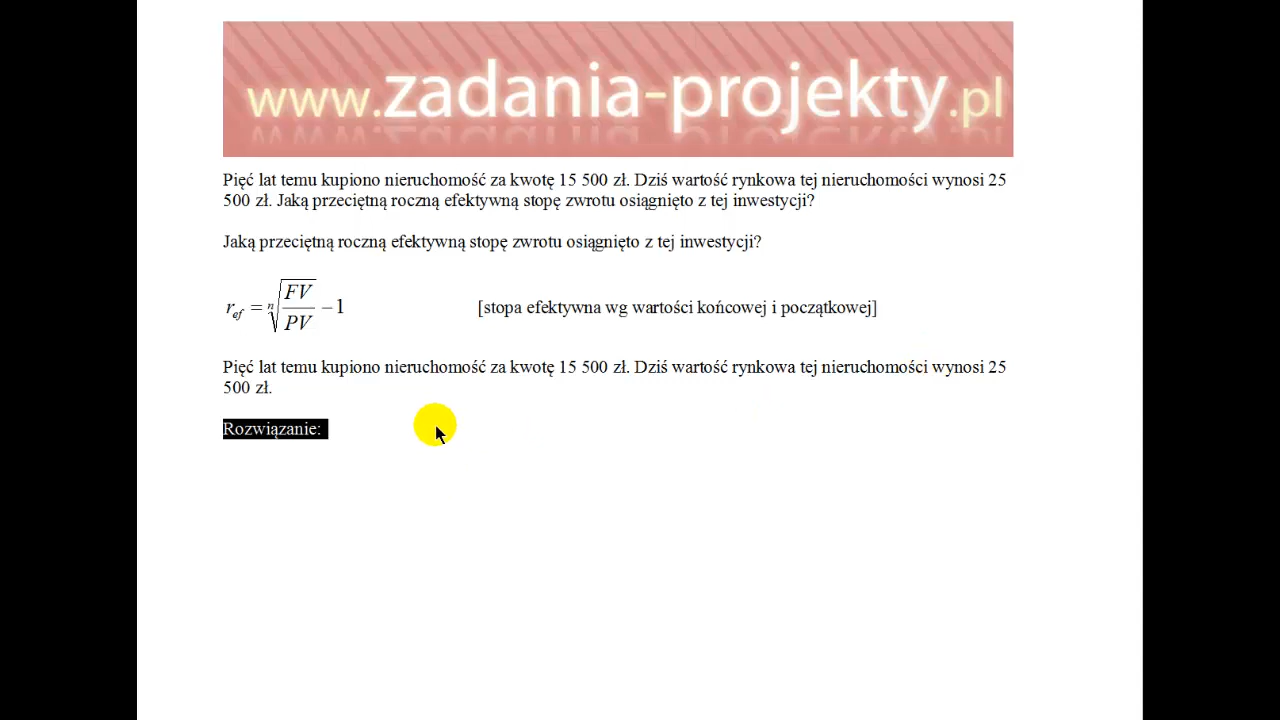 www.zadania-projekty.pl
Pięć lat temu kupiono nieruchomość za kwotę 15 500 zł. Dziś wartość rynkowa tej nieruchomości wynosi 25
500 zł. Jaką przeciętną roczną efektywną stopę zwrotu osiągnięto z tej inwestycji?
Jaką przeciętną roczną efektywną stopę zwrotu osiągnięto z tej inwestycji?
r_ef = ⁿ√(FV/PV) − 1 [stopa efektywna wg wartości końcowej i początkowej]
Pięć lat temu kupiono nieruchomość za kwotę 15 500 zł. Dziś wartość rynkowa tej nieruchomości wynosi 25
500 zł.
Rozwiązanie: